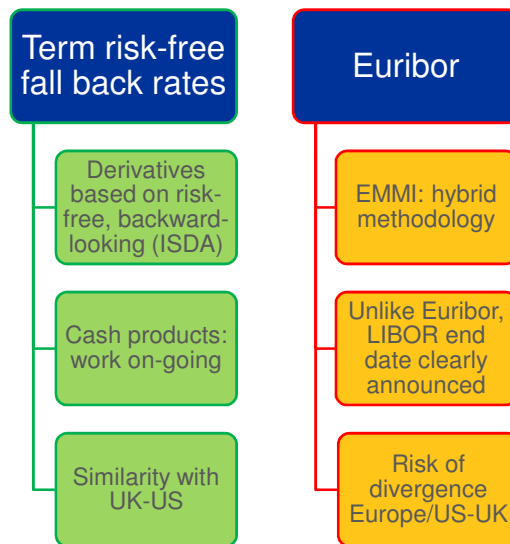 Term risk-free
fall back rates
Derivatives
based on risk-
free, backward-
looking (ISDA)
Cash products:
work on-going
Similarity with
UK-US
Euribor
EMMI: hybrid
methodology
Unlike Euribor,
LIBOR end
date clearly
announced
Risk of
divergence
Europe/US-UK